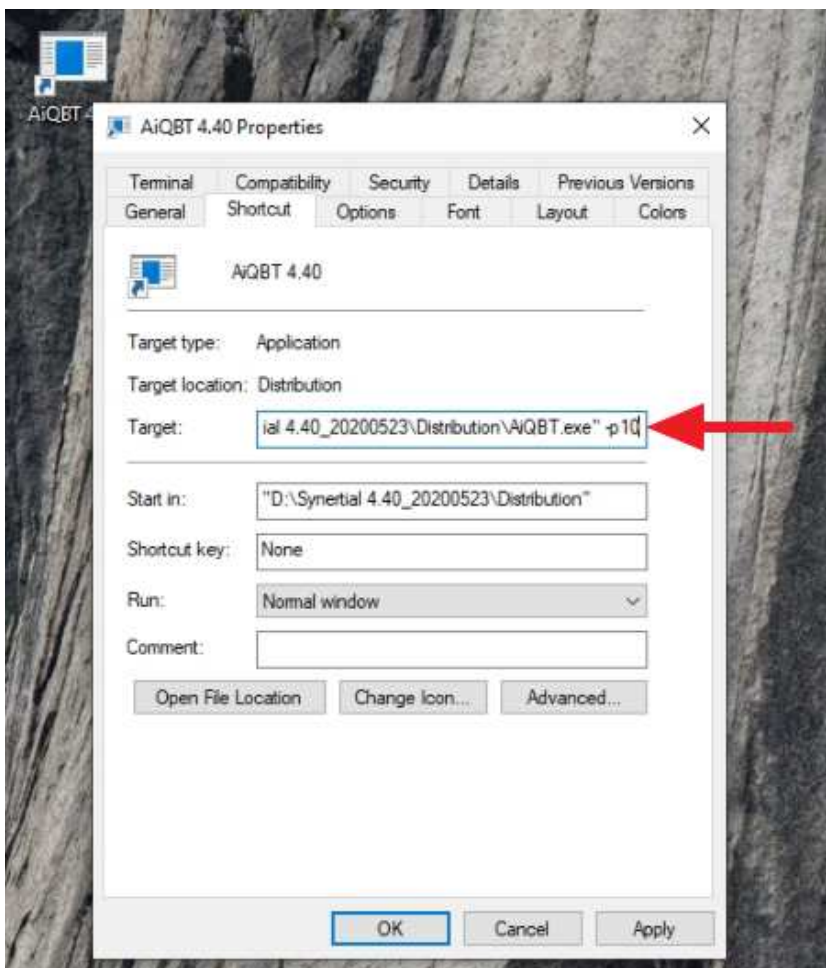 AiQBT 4
AiQBT 4.40 Properties
Terminal Compatibility Security Details Previous Versions
General Shortcut Options Font Layout Colors
AiQBT 4.40
Target type: Application
Target location: Distribution
Target: ial 4.40_20200523\Distribution\AiQBT.exe" -p10
Start in: "D:\Synertial 4.40_20200523\Distribution"
Shortcut key: None
Run: Normal window
Comment:
Open File Location Change Icon... Advanced...
OK Cancel Apply